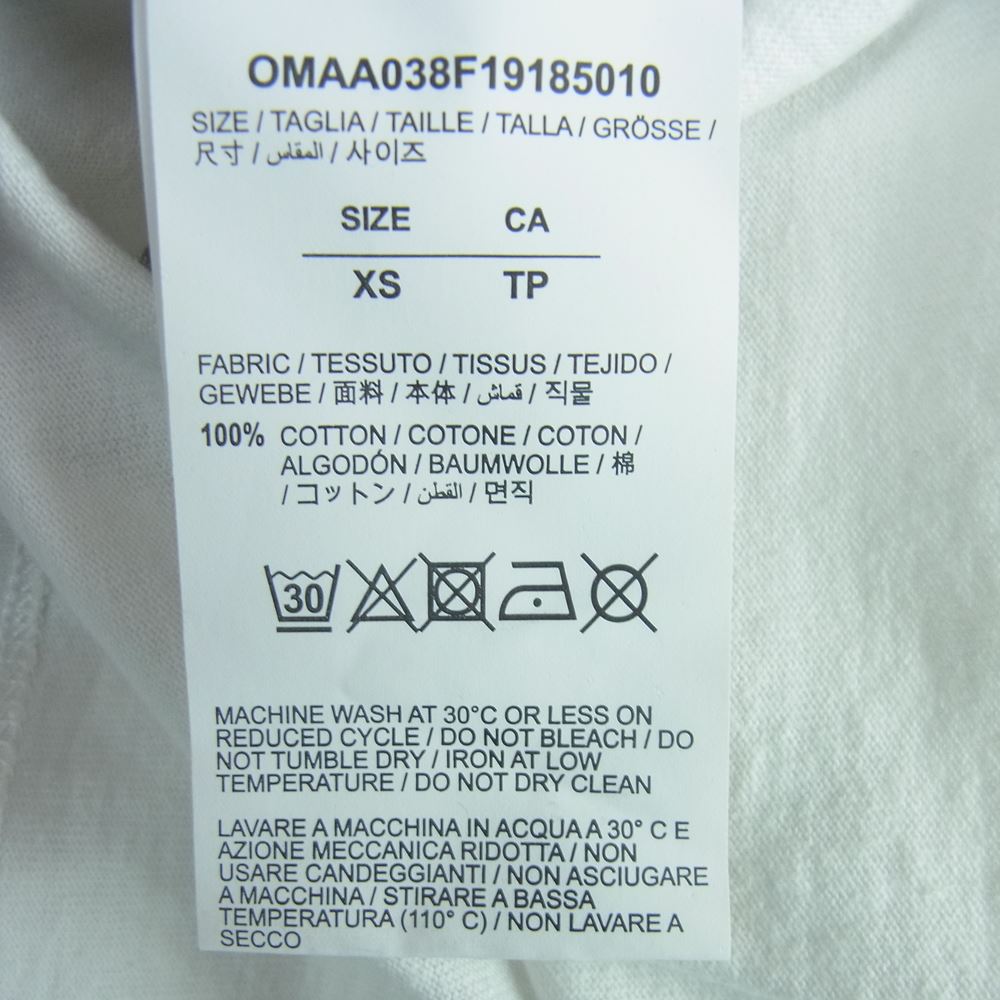 OMAA038F19185010
SIZE / TAGLIA / TAILLE / TALLA / GRÖSSE /
尺寸 / المقاس / 사이즈
SIZE CA
XS TP
FABRIC / TESSUTO / TISSUS / TEJIDO /
GEWEBE / 面料 / 本体 / قماش / 직물
100% COTTON / COTONE / COTON /
ALGODÓN / BAUMWOLLE / 棉
/ コットン / القطن / 면직
30
MACHINE WASH AT 30°C OR LESS ON
REDUCED CYCLE / DO NOT BLEACH / DO
NOT TUMBLE DRY / IRON AT LOW
TEMPERATURE / DO NOT DRY CLEAN
LAVARE A MACCHINA IN ACQUA A 30° C E
AZIONE MECCANICA RIDOTTA / NON
USARE CANDEGGIANTI / NON ASCIUGARE
A MACCHINA / STIRARE A BASSA
TEMPERATURA (110° C) / NON LAVARE A
SECCO